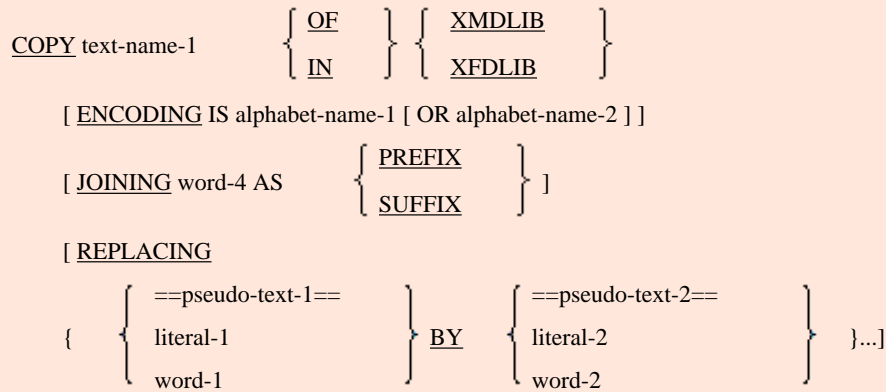 OF XMDLIB
COPY text-name-1
IN XFDLIB
[ ENCODING IS alphabet-name-1 [ OR alphabet-name-2 ] ]
PREFIX
[ JOINING word-4 AS ]
SUFFIX
[ REPLACING
==pseudo-text-1== ==pseudo-text-2==
{ literal-1 BY literal-2 }...]
word-1 word-2